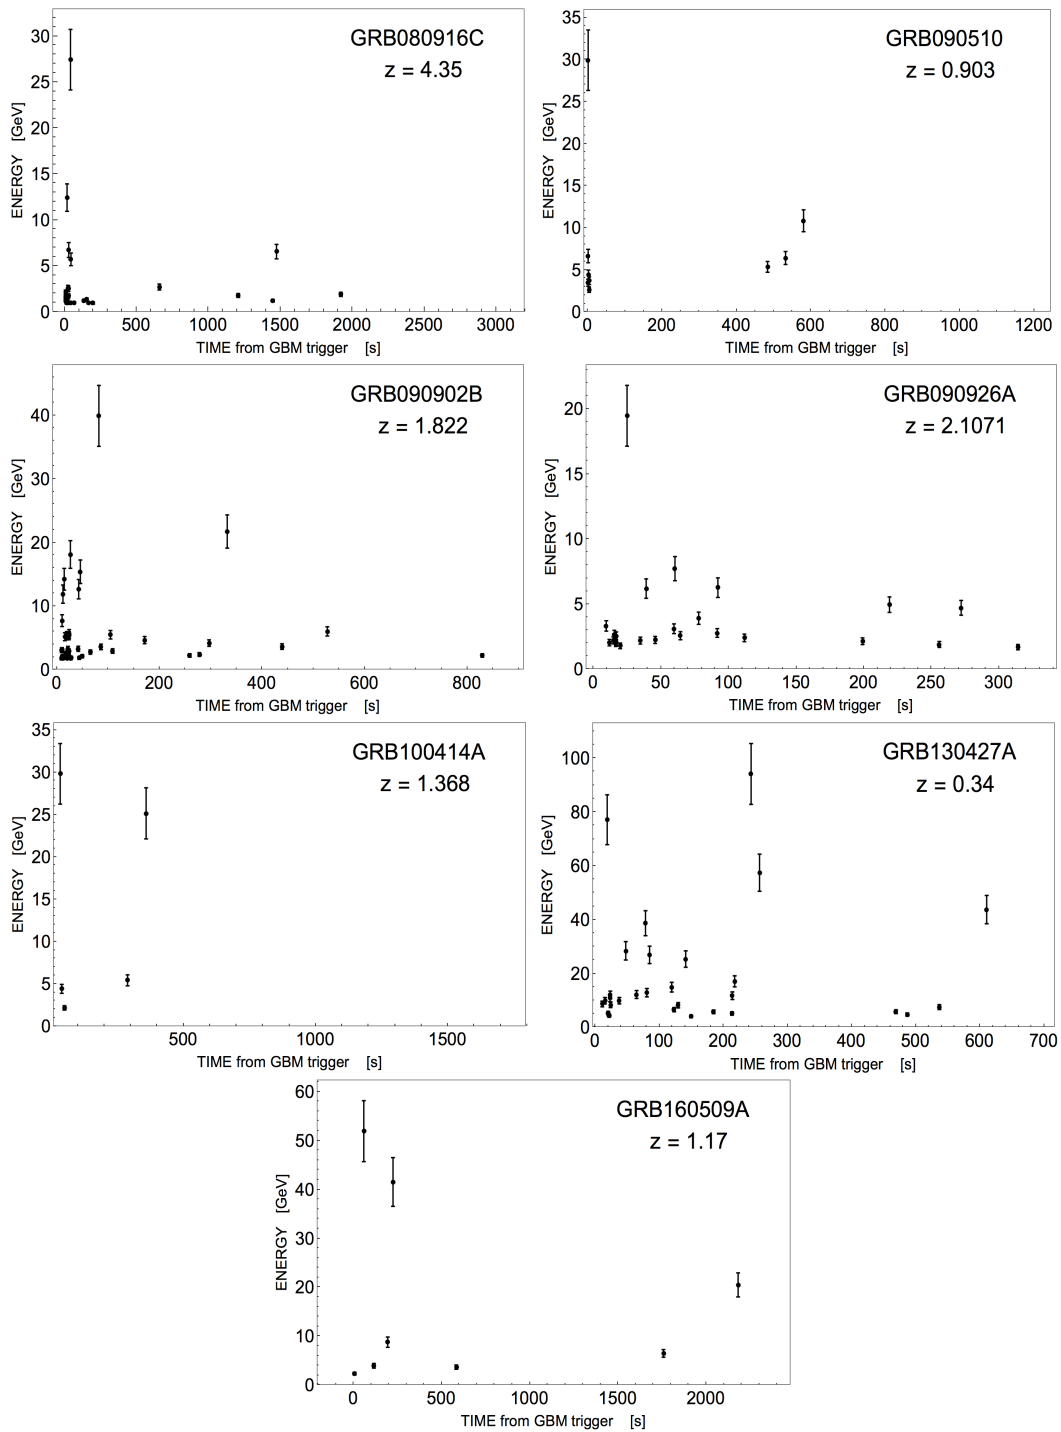 GRB080916C
z = 4.35
ENERGY [GeV]
30
25
20
15
10
5
0
0 500 1000 1500 2000 2500 3000
TIME from GBM trigger [s]
GRB090510
z = 0.903
ENERGY [GeV]
35
30
25
20
15
10
5
0
0 200 400 600 800 1000 1200
TIME from GBM trigger [s]
GRB090902B
z = 1.822
ENERGY [GeV]
40
30
20
10
0
0 200 400 600 800
TIME from GBM trigger [s]
GRB090926A
z = 2.1071
ENERGY [GeV]
20
15
10
5
0
0 50 100 150 200 250 300
TIME from GBM trigger [s]
GRB100414A
z = 1.368
ENERGY [GeV]
35
30
25
20
15
10
5
0
500 1000 1500
TIME from GBM trigger [s]
GRB130427A
z = 0.34
ENERGY [GeV]
100
80
60
40
20
0
0 100 200 300 400 500 600 700
TIME from GBM trigger [s]
GRB160509A
z = 1.17
ENERGY [GeV]
60
50
40
30
20
10
0
0 500 1000 1500 2000
TIME from GBM trigger [s]